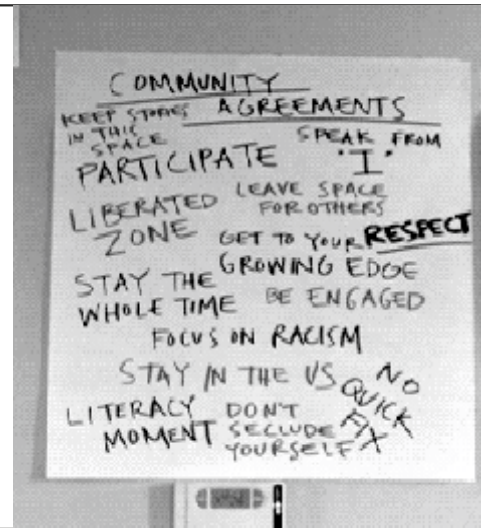 COMMUNITY
AGREEMENTS
KEEP STORIES
IN THIS
SPACE
SPEAK FROM
"I"
PARTICIPATE
LEAVE SPACE
FOR OTHERS
LIBERATED
ZONE
RESPECT
GET TO YOUR
GROWING EDGE
STAY THE
WHOLE TIME
BE ENGAGED
FOCUS ON RACISM
STAY IN THE US
NO
QUICK
FIX
LITERACY
MOMENT
DON'T
SECLUDE
YOURSELF